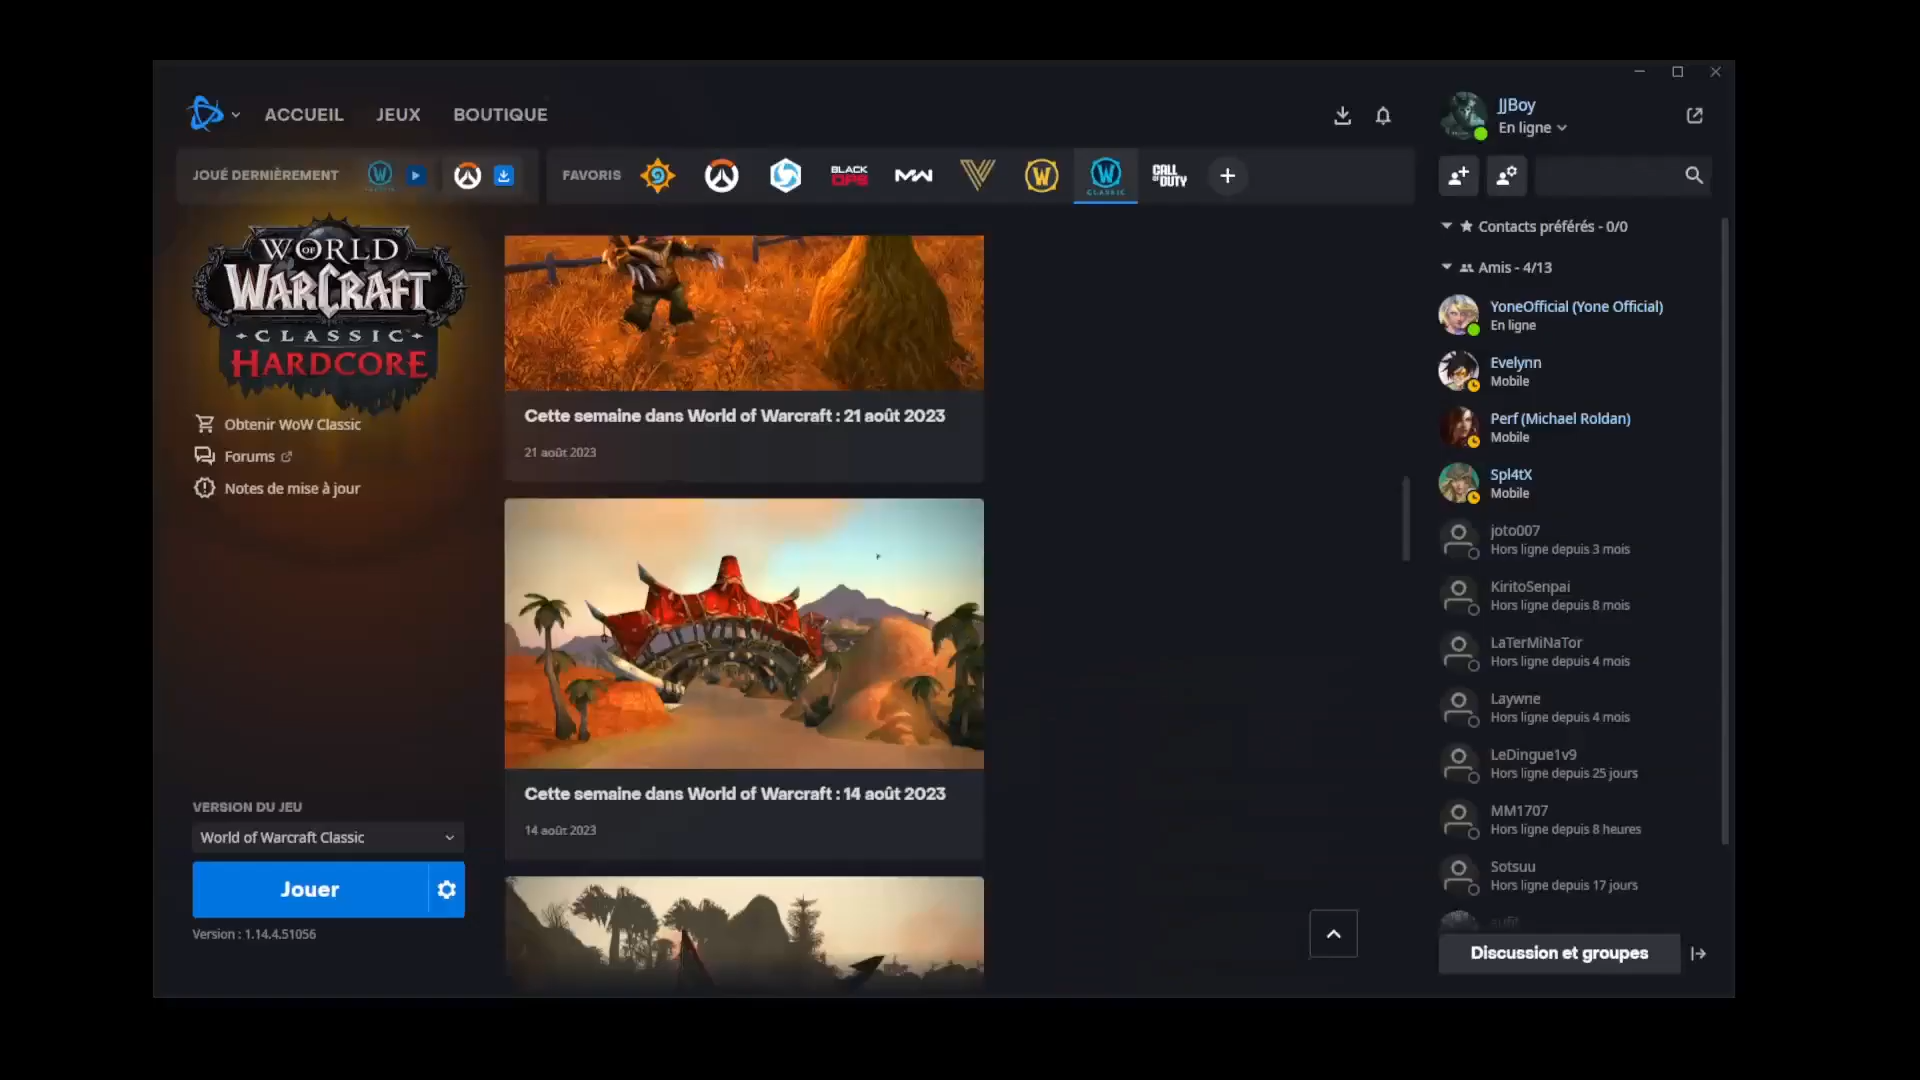 ACCUEIL JEUX BOUTIQUE
JJBoy
En ligne
JOUÉ DERNIÈREMENT
FAVORIS
BLACK
OPS
CLASSIC
CALL
OF DUTY
WORLD
OF
WARCRAFT
CLASSIC
HARDCORE
Obtenir WoW Classic
Forums
Notes de mise à jour
VERSION DU JEU
World of Warcraft Classic
Jouer
Version : 1.14.4.51056
Cette semaine dans World of Warcraft : 21 août 2023
21 août 2023
Cette semaine dans World of Warcraft : 14 août 2023
14 août 2023
Contacts préférés - 0/0
Amis - 4/13
YoneOfficial (Yone Official)
En ligne
Evelynn
Mobile
Perf (Michael Roldan)
Mobile
Spl4tX
Mobile
joto007
Hors ligne depuis 3 mois
KiritoSenpai
Hors ligne depuis 8 mois
LaTerMiNaTor
Hors ligne depuis 4 mois
Laywne
Hors ligne depuis 4 mois
LeDingue1v9
Hors ligne depuis 25 jours
MM1707
Hors ligne depuis 8 heures
Sotsuu
Hors ligne depuis 17 jours
Discussion et groupes